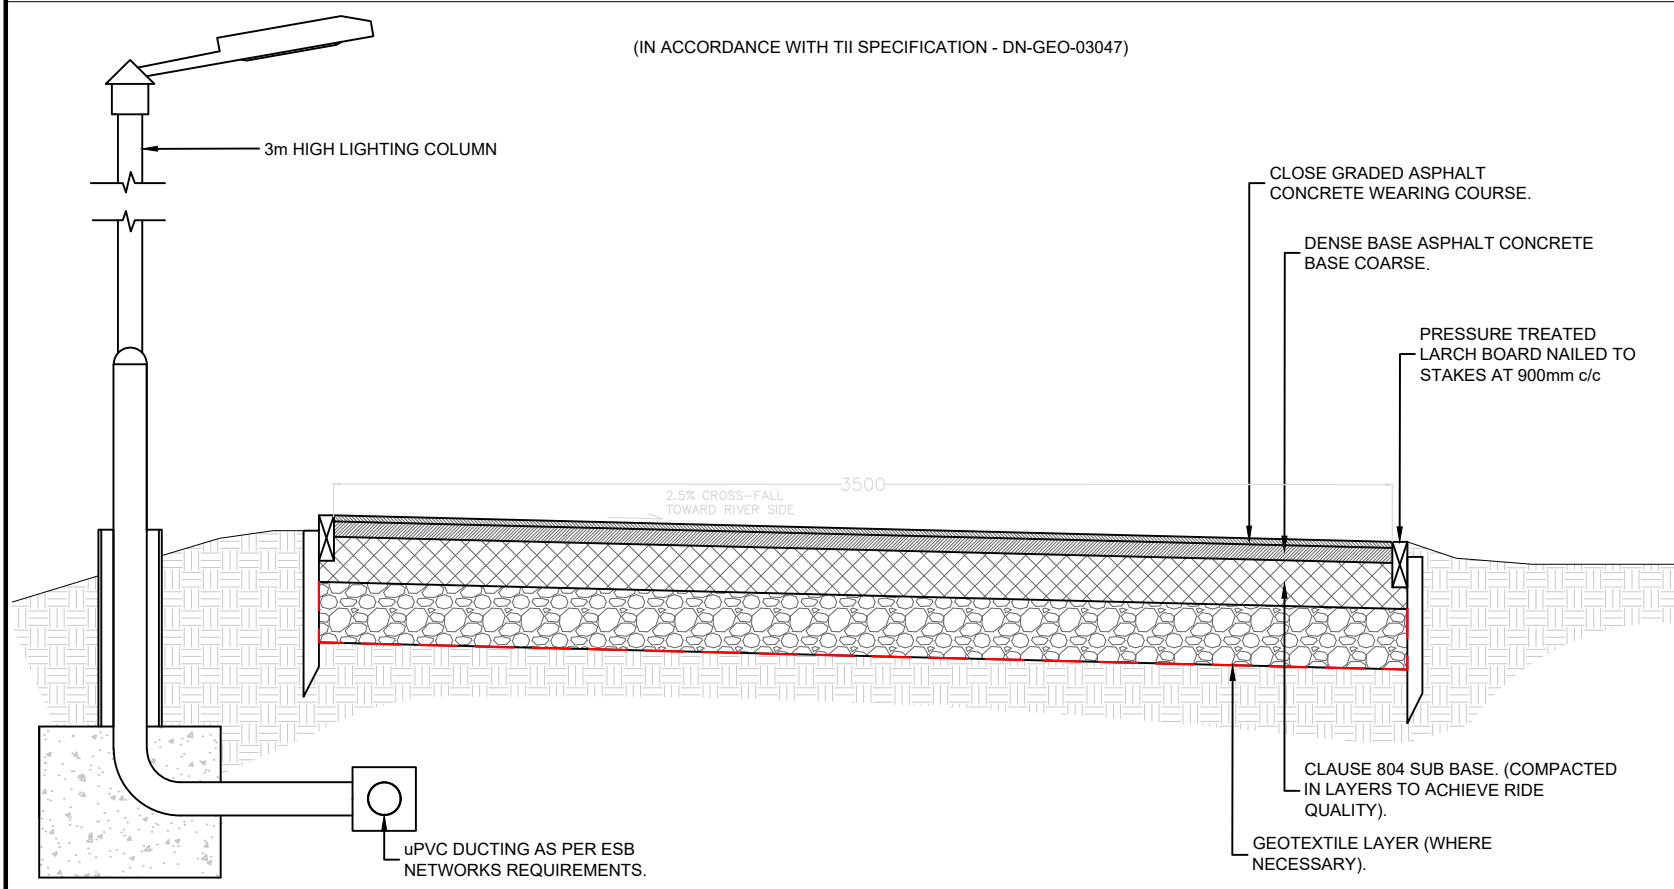 (IN ACCORDANCE WITH TII SPECIFICATION - DN-GEO-03047)
3m HIGH LIGHTING COLUMN
CLOSE GRADED ASPHALT
CONCRETE WEARING COURSE.
DENSE BASE ASPHALT CONCRETE
BASE COARSE.
PRESSURE TREATED
LARCH BOARD NAILED TO
STAKES AT 900mm c/c
3500
2.5% CROSS-FALL
TOWARD RIVER SIDE
CLAUSE 804 SUB BASE. (COMPACTED
IN LAYERS TO ACHIEVE RIDE
QUALITY).
GEOTEXTILE LAYER (WHERE
NECESSARY).
uPVC DUCTING AS PER ESB
NETWORKS REQUIREMENTS.